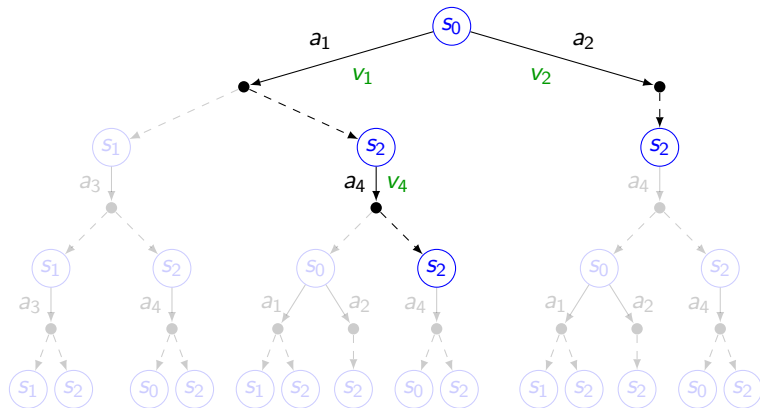 s0
a1 a2
v1 v2
s1 s2 s2
a3 a4 v4 a4
s1 s2 s0 s2 s0 s2
a3 a4 a1 a2 a4 a1 a2 a4
s1 s2 s0 s2 s1 s2 s2 s0 s2 s1 s2 s2 s0 s2